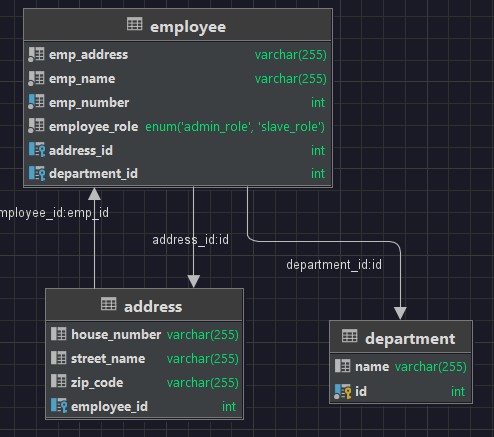 employee
emp_address varchar(255)
emp_name varchar(255)
emp_number int
employee_role enum('admin_role', 'slave_role')
address_id int
department_id int
mployee_id:emp_id
address_id:id
department_id:id
address
house_number varchar(255)
street_name varchar(255)
zip_code varchar(255)
employee_id int
department
name varchar(255)
id int